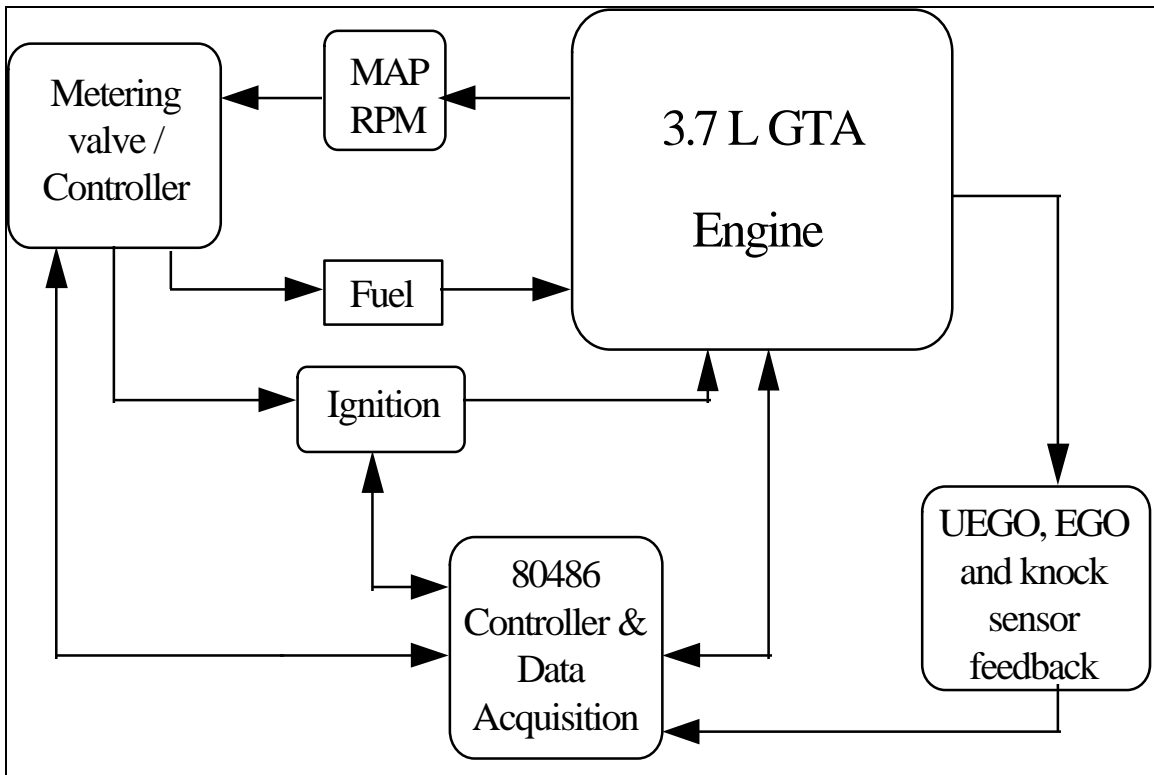 Metering
valve /
Controller
MAP
RPM
3.7 L GTA
Engine
Fuel
Ignition
80486
Controller &
Data
Acquisition
UEGO, EGO
and knock
sensor
feedback